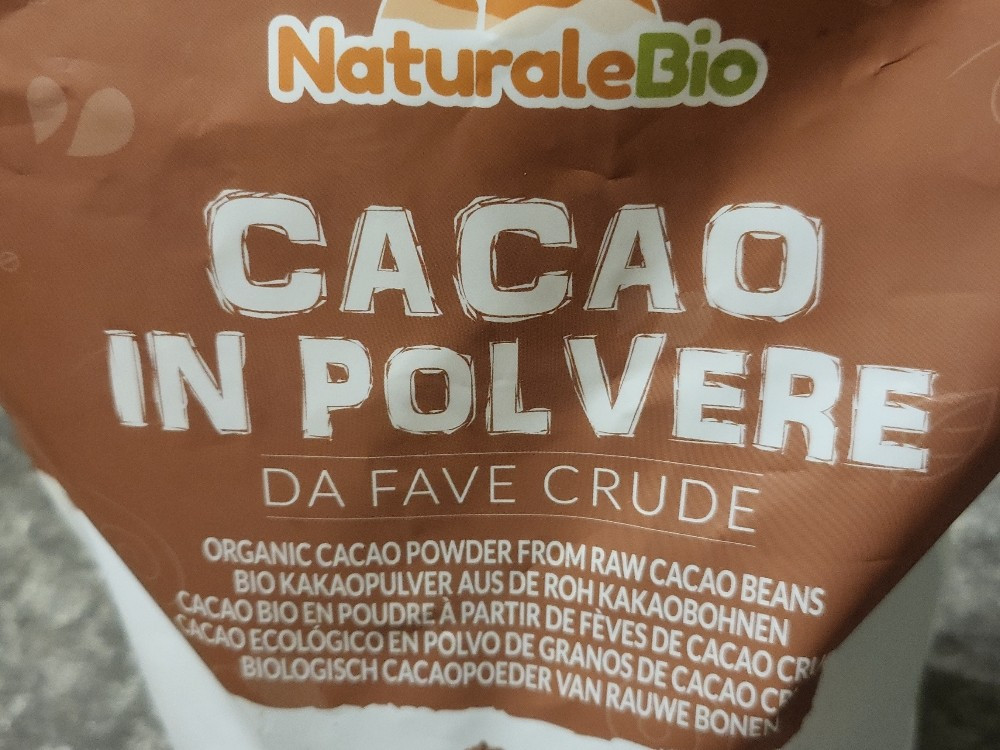 NaturaleBio
CACAO
IN POLVERE
DA FAVE CRUDE
ORGANIC CACAO POWDER FROM RAW CACAO BEANS
BIO KAKAOPULVER AUS DE ROH KAKAOBOHNEN
CACAO BIO EN POUDRE À PARTIR DE FÈVES DE CACAO
CACAO ECOLÓGICO EN POLVO DE GRANOS DE CACAO
BIOLOGISCH CACAOPOEDER VAN RAUWE BONEN